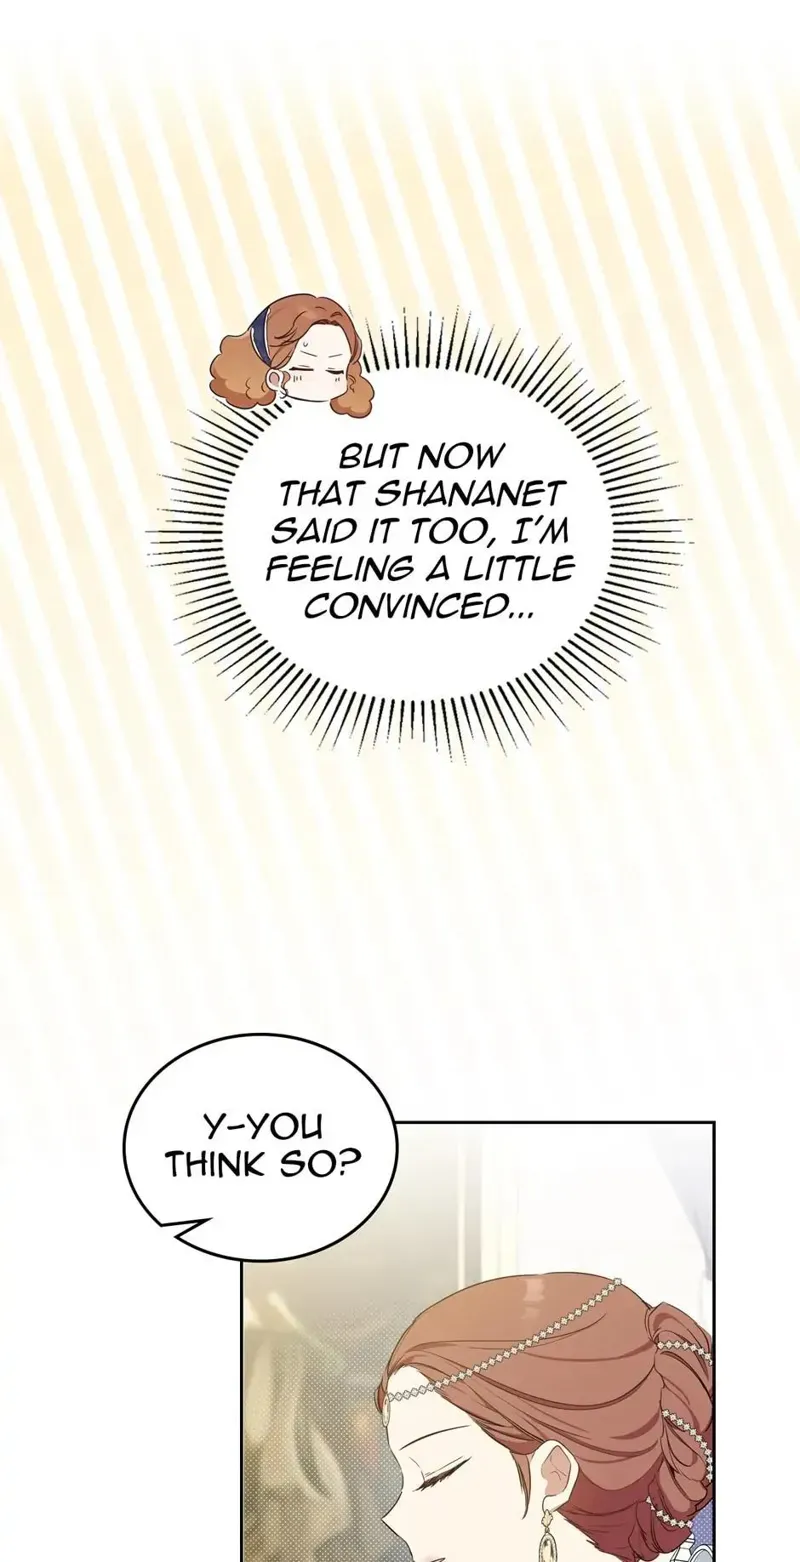 BUT NOW
THAT SHANANET
SAID IT TOO, I'M
FEELING A LITTLE
CONVINCED...
Y-YOU
THINK SO?